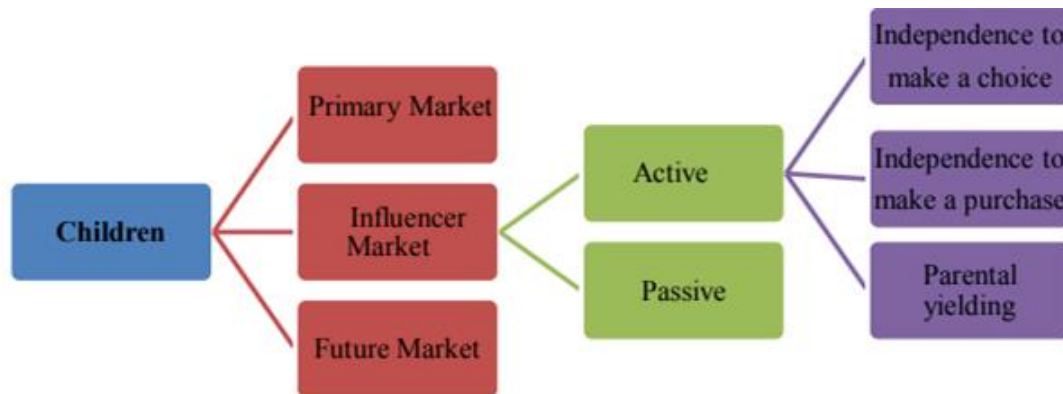 Children
Primary Market
Influencer
Market
Future Market
Active
Passive
Independence to
make a choice
Independence to
make a purchase
Parental
yielding